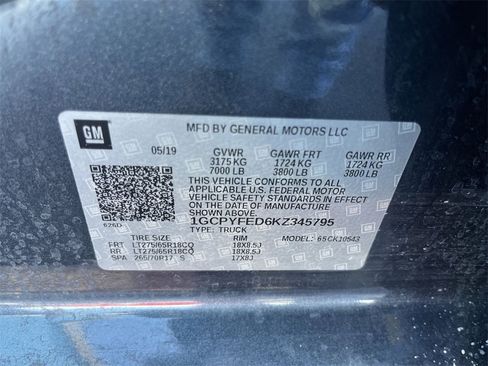 GM
MFD BY GENERAL MOTORS LLC
05/19 GVWR GAWR FRT GAWR RR
3175 KG 1724 KG 1724 KG
7000 LB 3800 LB 3800 LB
THIS VEHICLE CONFORMS TO ALL
APPLICABLE U.S. FEDERAL MOTOR
VEHICLE SAFETY STANDARDS IN EFFECT
ON THE DATE OF MANUFACTURE SHOWN ABOVE.
1GCPYFED6KZ345795
626D TYPE: TRUCK
TIRE SIZE RIM MODEL: 65CK10543
FRT LT275/65R18CQ 18X8.5J
RR LT275/65R18CQ 18X8.5J
SPA 265/70R17 S 17X8J